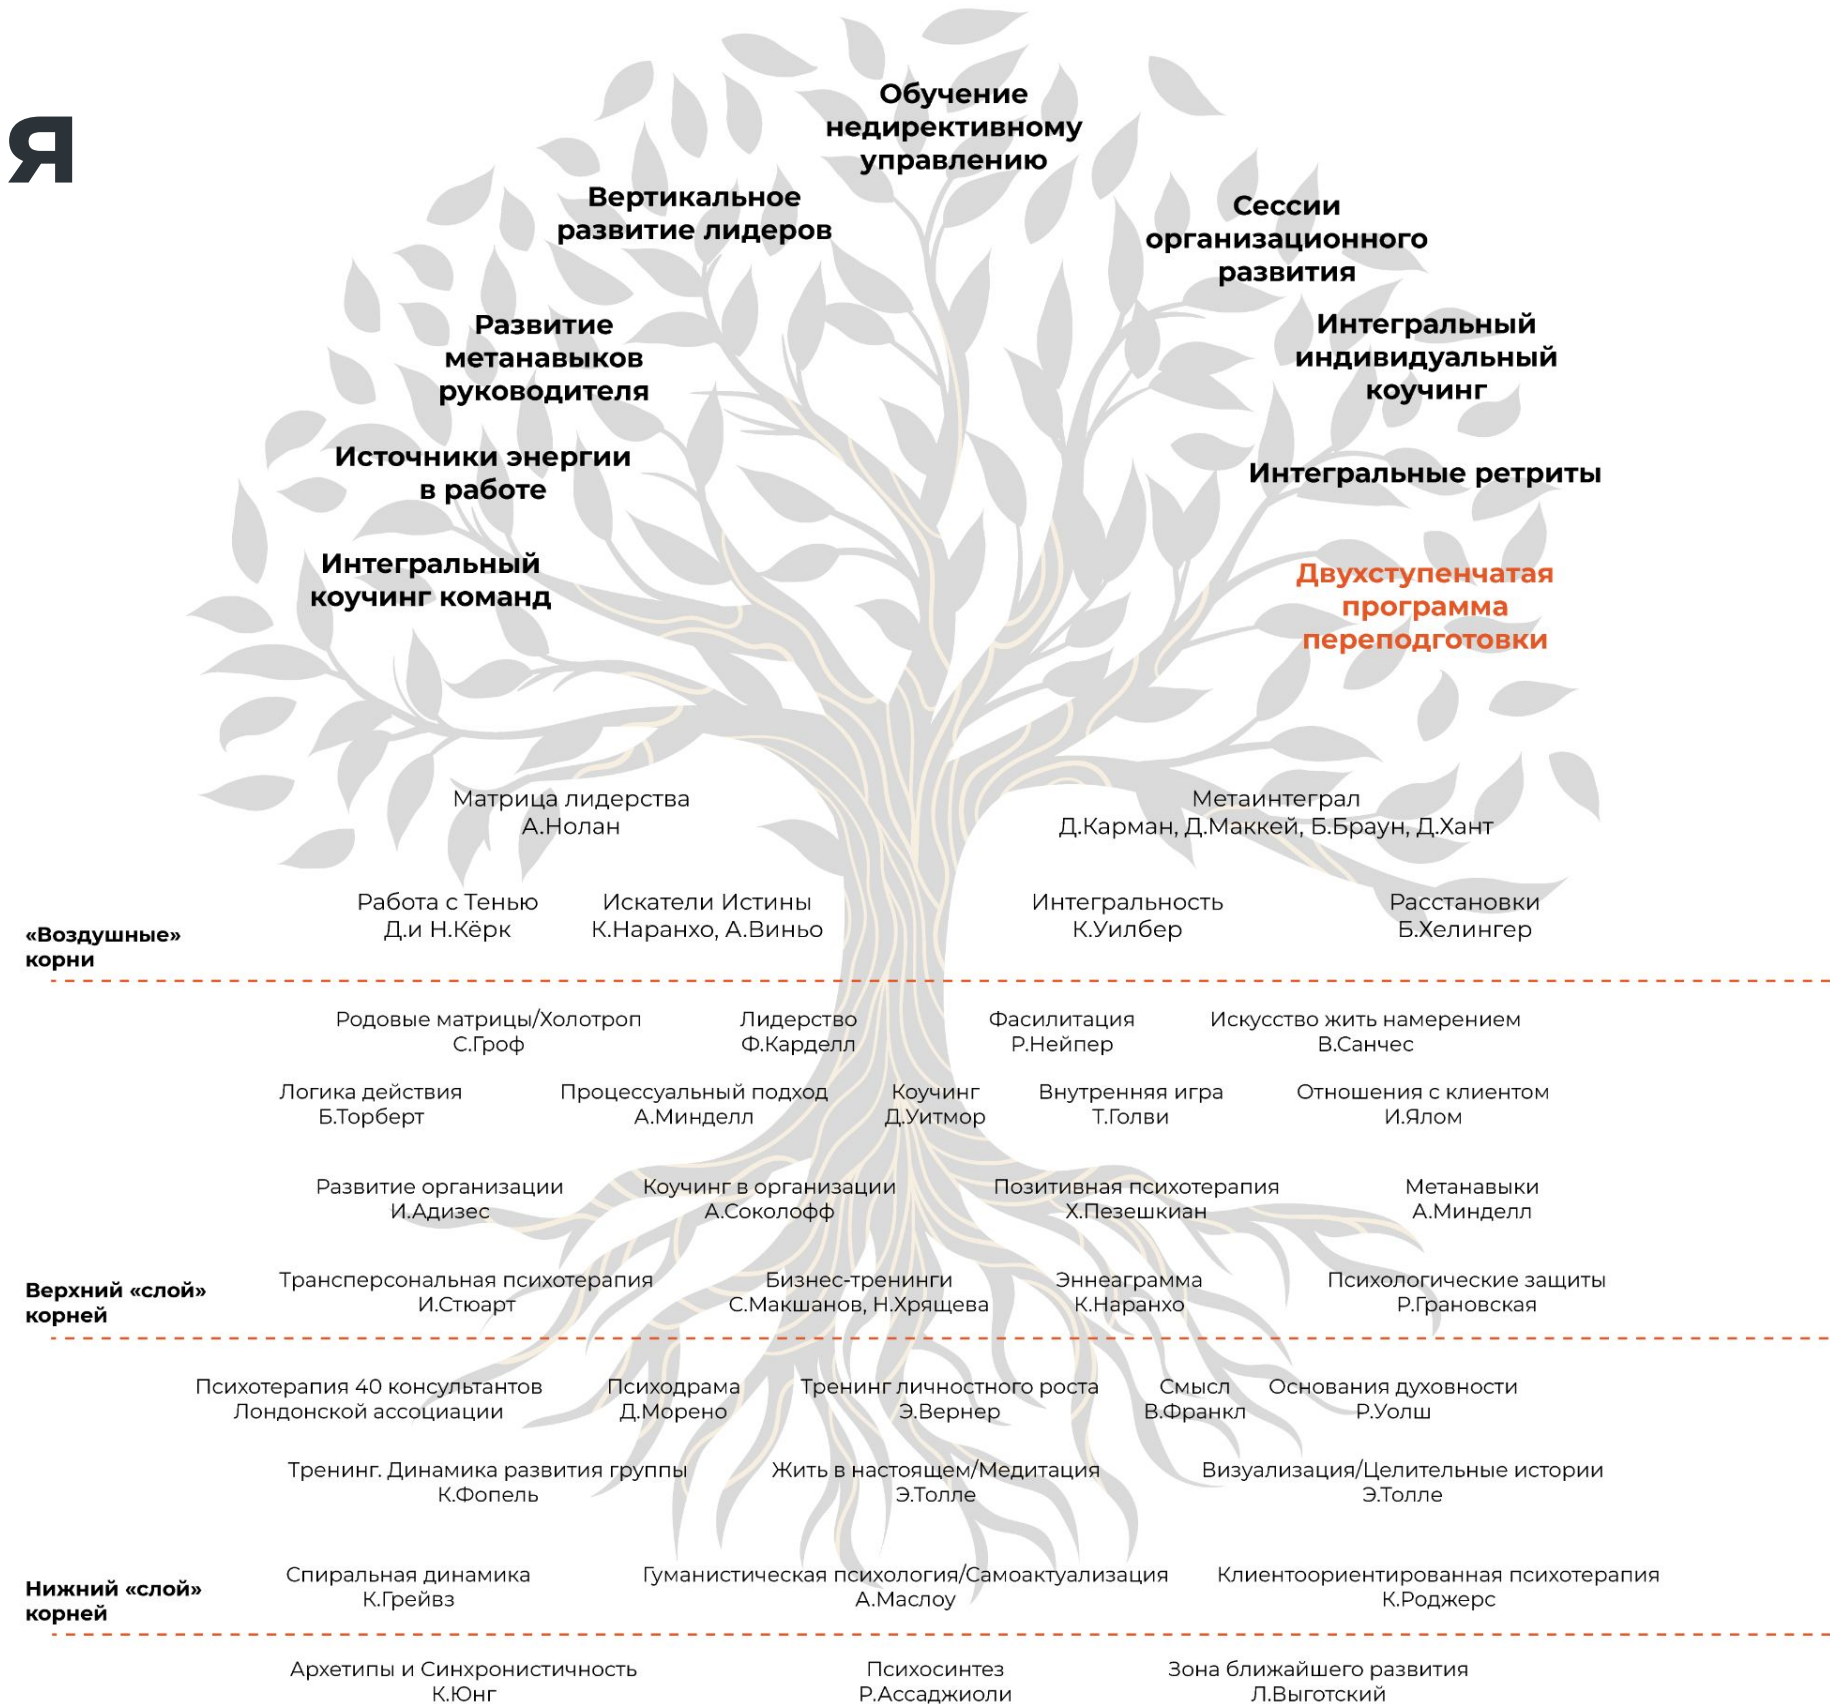 Я
Обучение
недирективному
управлению
Вертикальное
развитие лидеров
Сессии
организационного
развития
Развитие
метанавыков
руководителя
Интегральный
индивидуальный
коучинг
Источники энергии
в работе
Интегральные ретриты
Интегральный
коучинг команд
Двухступенчатая
программа
переподготовки
Матрица лидерства
А.Нолан
Метаинтеграл
Д.Карман, Д.Маккей, Б.Браун, Д.Хант
Работа с Тенью
Д.и Н.Кёрк
Искатели Истины
К.Наранхо, А.Виньо
Интегральность
К.Уилбер
Расстановки
Б.Хелингер
«Воздушные»
корни
Родовые матрицы/Холотроп
С.Гроф
Лидерство
Ф.Карделл
Фасилитация
Р.Нейпер
Искусство жить намерением
В.Санчес
Логика действия
Б.Торберт
Процессуальный подход
А.Минделл
Коучинг
Д.Уитмор
Внутренняя игра
Т.Голви
Отношения с клиентом
И.Ялом
Развитие организации
И.Адизес
Коучинг в организации
А.Соколофф
Позитивная психотерапия
Х.Пезешкиан
Метанавыки
А.Минделл
Верхний «слой»
корней
Трансперсональная психотерапия
И.Стюарт
Бизнес-тренинги
С.Макшанов, Н.Хрящева
Эннеаграмма
К.Наранхо
Психологические защиты
Р.Грановская
Психотерапия 40 консультантов
Лондонской ассоциации
Психодрама
Д.Морено
Тренинг личностного роста
Э.Вернер
Смысл
В.Франкл
Основания духовности
Р.Уолш
Тренинг. Динамика развития группы
К.Фопель
Жить в настоящем/Медитация
Э.Толле
Визуализация/Целительные истории
Э.Толле
Нижний «слой»
корней
Спиральная динамика
К.Грейвз
Гуманистическая психология/Самоактуализация
А.Маслоу
Клиентоориентированная психотерапия
К.Роджерс
Архетипы и Синхронистичность
К.Юнг
Психосинтез
Р.Ассаджиоли
Зона ближайшего развития
Л.Выготский